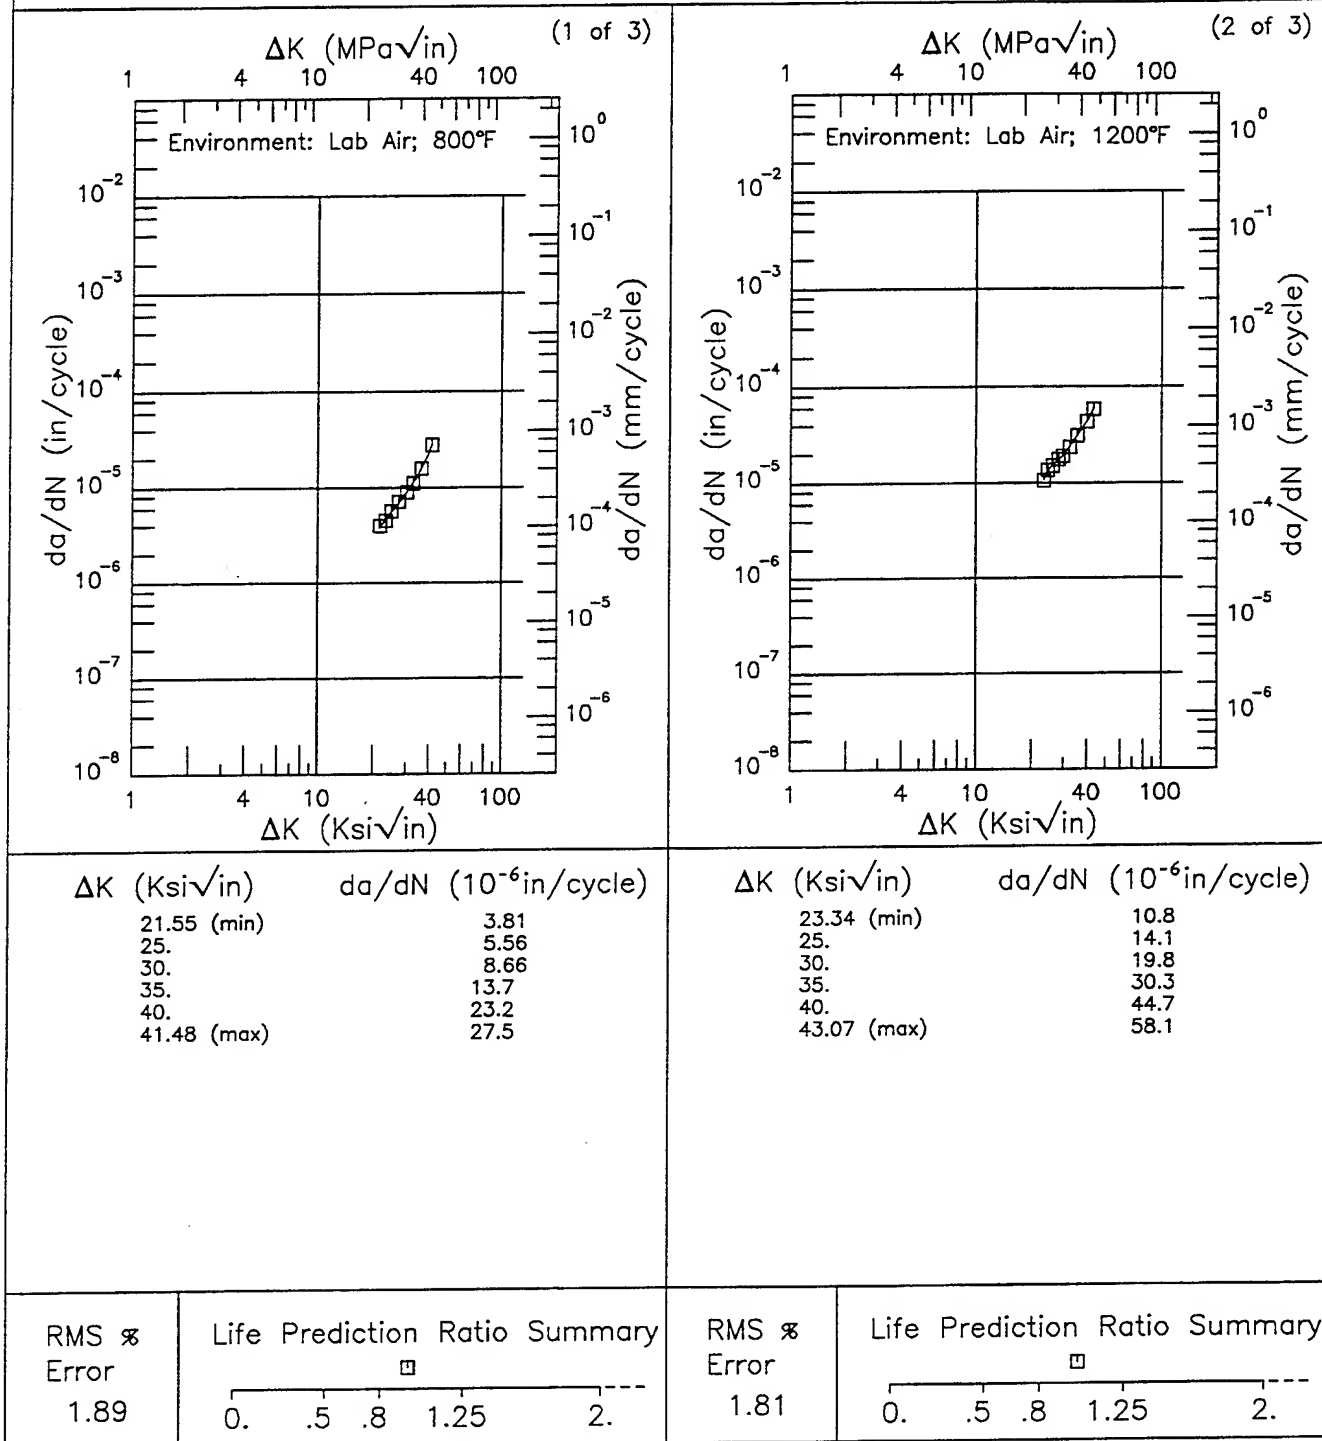 (1 of 3)
ΔK (MPa√in)
1 4 10 40 100
Environment: Lab Air; 800°F
10⁰
10⁻¹
10⁻²
10⁻³
10⁻⁴
10⁻⁵
10⁻⁶
da/dN (mm/cycle)
10⁻²
10⁻³
10⁻⁴
10⁻⁵
10⁻⁶
10⁻⁷
10⁻⁸
da/dN (in/cycle)
1 4 10 40 100
ΔK (Ksi√in)
ΔK (Ksi√in) da/dN (10⁻⁶in/cycle)
21.55 (min) 3.81
25. 5.56
30. 8.66
35. 13.7
40. 23.2
41.48 (max) 27.5
RMS % Error
1.89
Life Prediction Ratio Summary
0. .5 .8 1.25 2.
(2 of 3)
ΔK (MPa√in)
1 4 10 40 100
Environment: Lab Air; 1200°F
10⁰
10⁻¹
10⁻²
10⁻³
10⁻⁴
10⁻⁵
10⁻⁶
da/dN (mm/cycle)
10⁻²
10⁻³
10⁻⁴
10⁻⁵
10⁻⁶
10⁻⁷
10⁻⁸
da/dN (in/cycle)
1 4 10 40 100
ΔK (Ksi√in)
ΔK (Ksi√in) da/dN (10⁻⁶in/cycle)
23.34 (min) 10.8
25. 14.1
30. 19.8
35. 30.3
40. 44.7
43.07 (max) 58.1
RMS % Error
1.81
Life Prediction Ratio Summary
0. .5 .8 1.25 2.